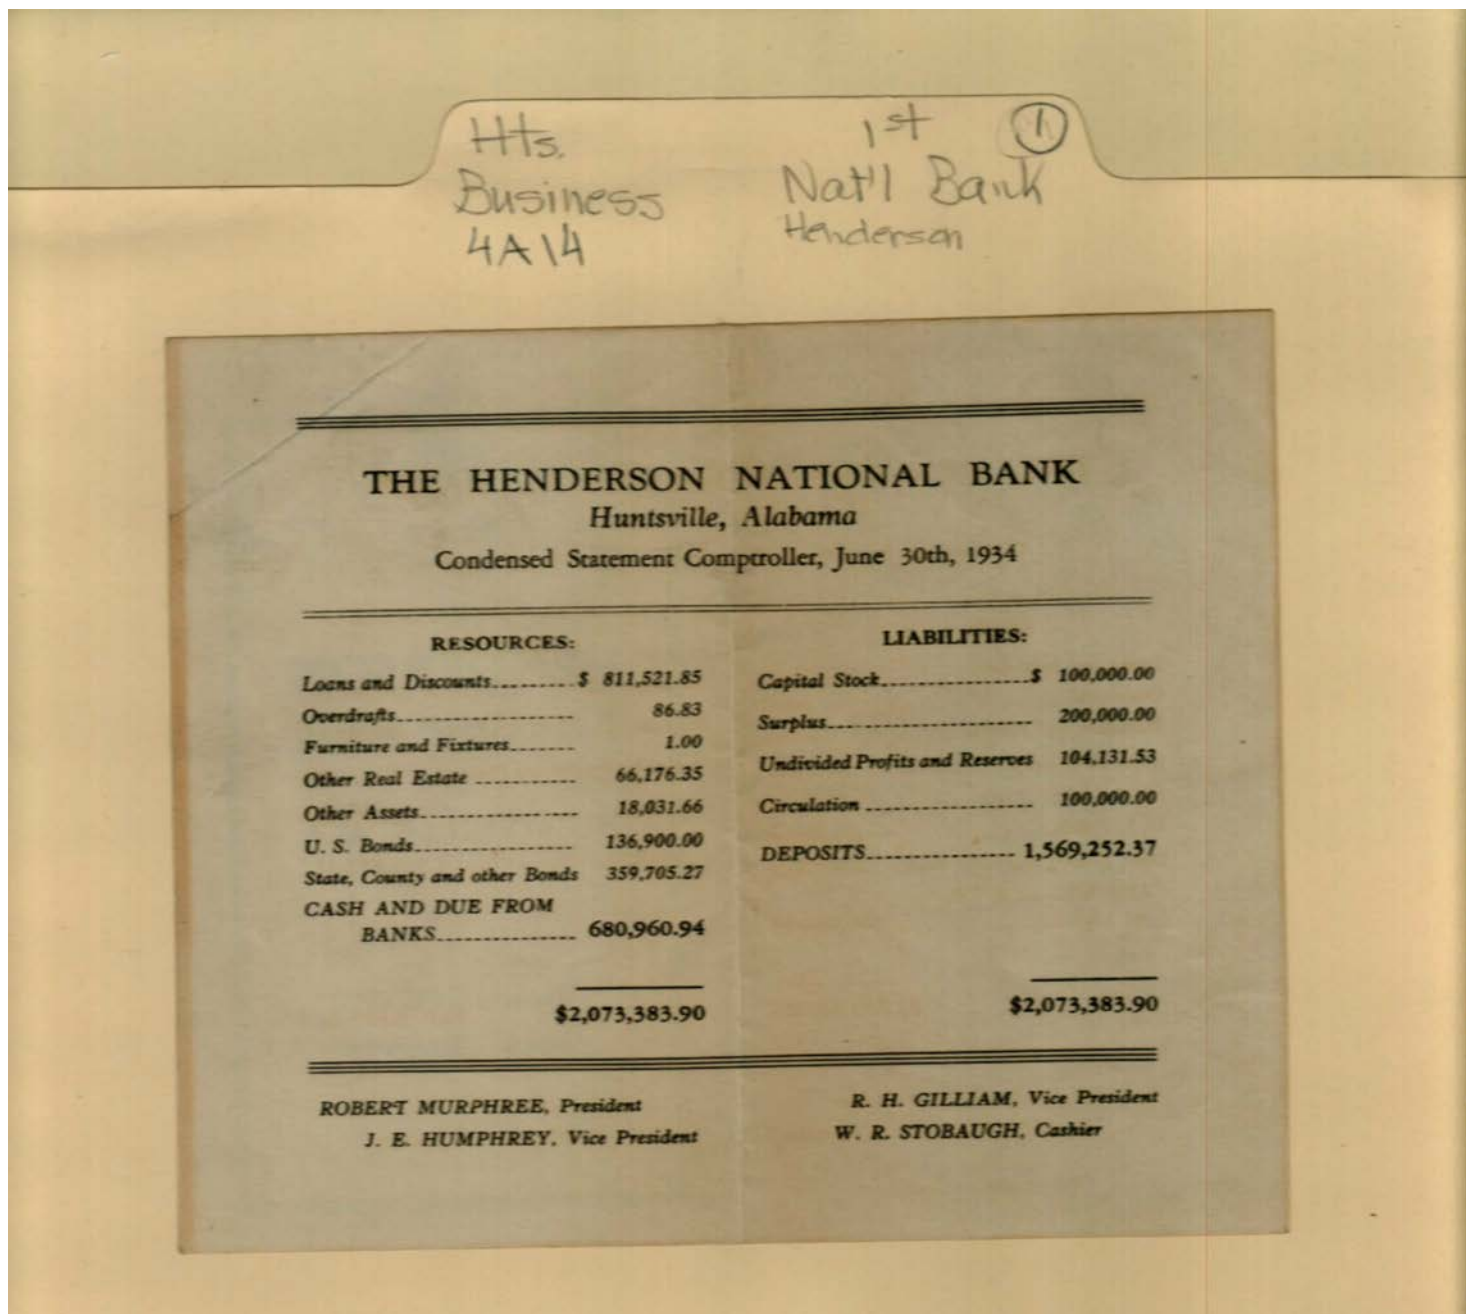 Hts.
Business
4A14
1st
Nat'l Bank
Henderson
1
THE HENDERSON NATIONAL BANK
Huntsville, Alabama
Condensed Statement Comptroller, June 30th, 1934
RESOURCES:
Loans and Discounts.........$ 811,521.85
Overdrafts.................... 86.83
Furniture and Fixtures....... 1.00
Other Real Estate ........... 66,176.35
Other Assets................. 18,031.66
U. S. Bonds.................. 136,900.00
State, County and other Bonds 359,705.27
CASH AND DUE FROM
BANKS............... 680,960.94
$2,073,383.90
LIABILITIES:
Capital Stock.................$ 100,000.00
Surplus....................... 200,000.00
Undivided Profits and Reserves 104,131.53
Circulation .................. 100,000.00
DEPOSITS................ 1,569,252.37
$2,073,383.90
ROBERT MURPHREE, President
J. E. HUMPHREY, Vice President
R. H. GILLIAM, Vice President
W. R. STOBAUGH, Cashier